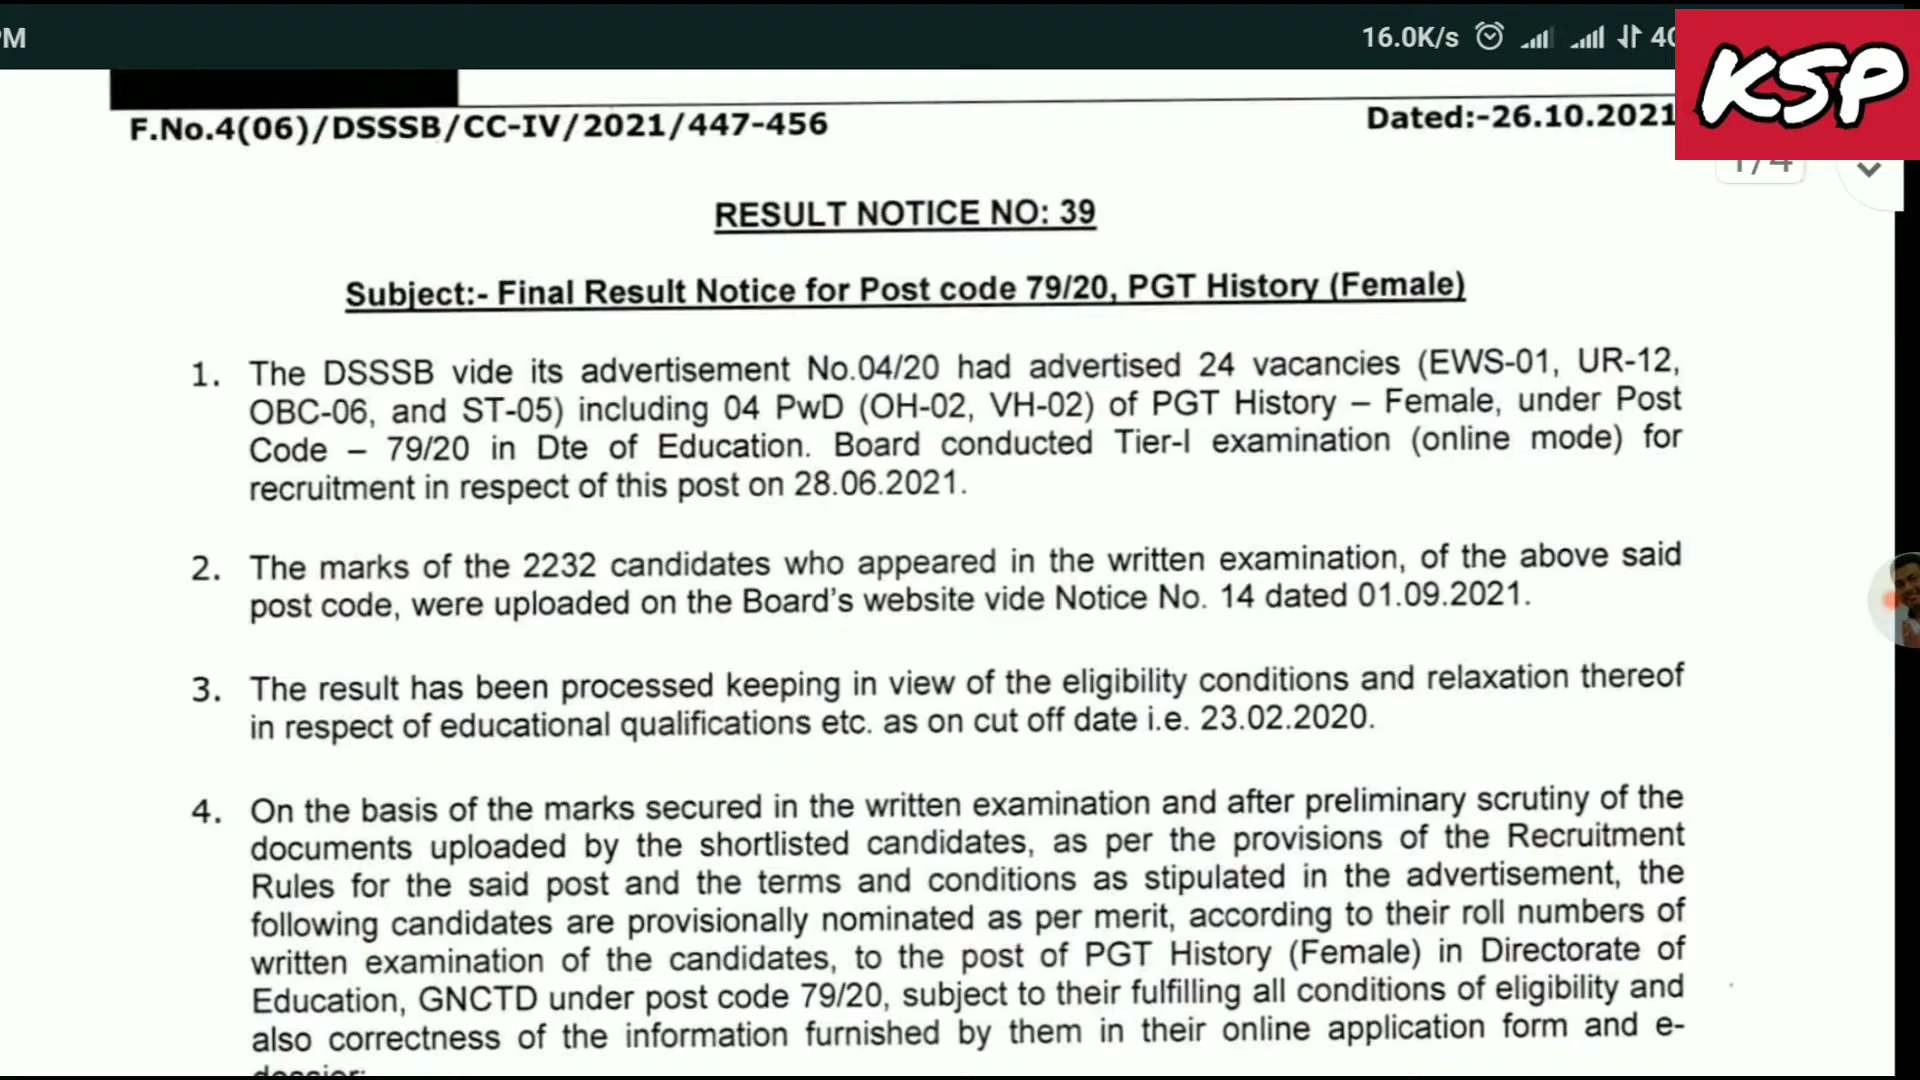 PM
16.0K/s 4G
KSP
F.No.4(06)/DSSSB/CC-IV/2021/447-456 Dated:-26.10.2021
1/4
RESULT NOTICE NO: 39
Subject:- Final Result Notice for Post code 79/20, PGT History (Female)
1. The DSSSB vide its advertisement No.04/20 had advertised 24 vacancies (EWS-01, UR-12,
OBC-06, and ST-05) including 04 PwD (OH-02, VH-02) of PGT History – Female, under Post
Code – 79/20 in Dte of Education. Board conducted Tier-I examination (online mode) for
recruitment in respect of this post on 28.06.2021.
2. The marks of the 2232 candidates who appeared in the written examination, of the above said
post code, were uploaded on the Board's website vide Notice No. 14 dated 01.09.2021.
3. The result has been processed keeping in view of the eligibility conditions and relaxation thereof
in respect of educational qualifications etc. as on cut off date i.e. 23.02.2020.
4. On the basis of the marks secured in the written examination and after preliminary scrutiny of the
documents uploaded by the shortlisted candidates, as per the provisions of the Recruitment
Rules for the said post and the terms and conditions as stipulated in the advertisement, the
following candidates are provisionally nominated as per merit, according to their roll numbers of
written examination of the candidates, to the post of PGT History (Female) in Directorate of
Education, GNCTD under post code 79/20, subject to their fulfilling all conditions of eligibility and
also correctness of the information furnished by them in their online application form and e-
dossier: